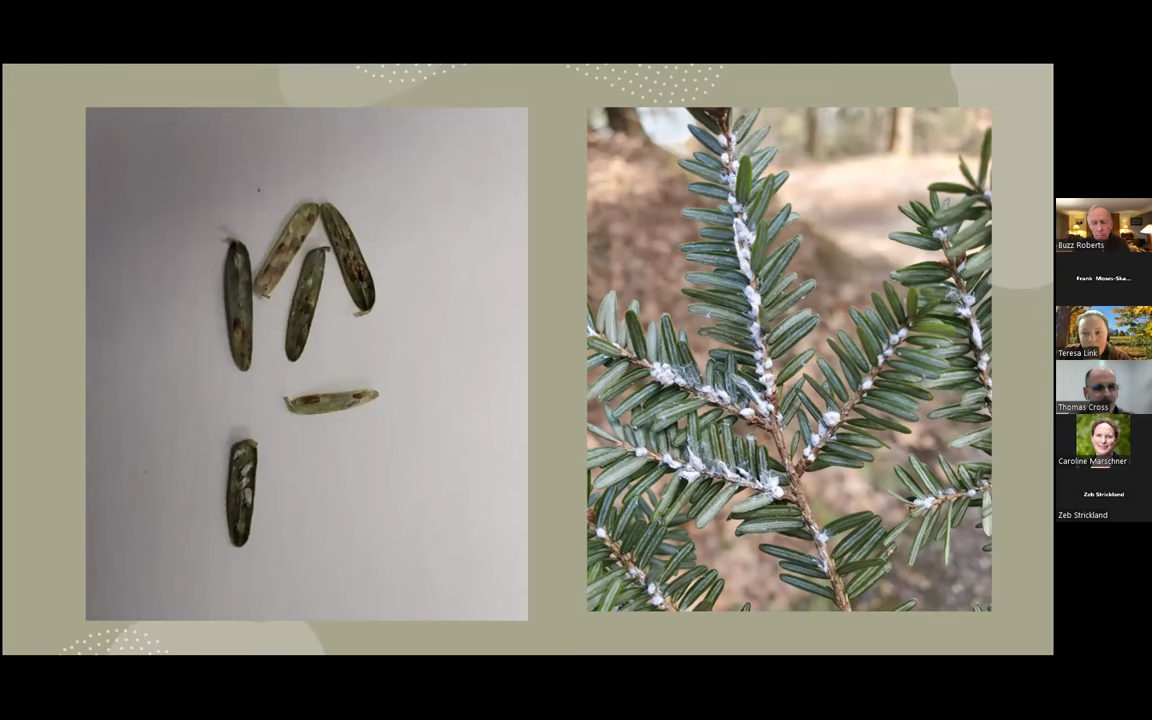 Buzz Roberts
Frank Moses-Ska...
Teresa Link
Thomas Cross
Caroline Marschner
Zeb Strickland
Zeb Strickland